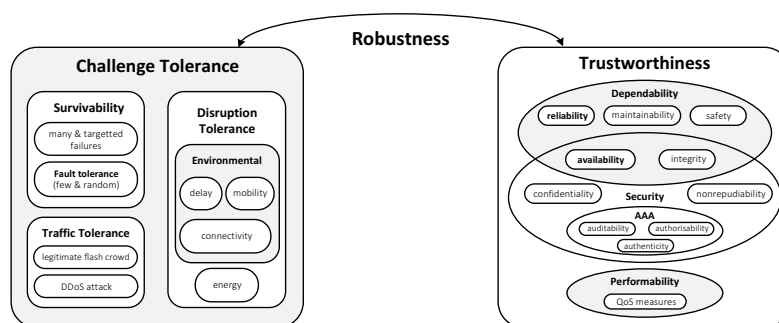 Robustness
Challenge Tolerance
Survivability
many & targetted
failures
Fault tolerance
(few & random)
Traffic Tolerance
legitimate flash crowd
DDoS attack
Disruption
Tolerance
Environmental
delay
mobility
connectivity
energy
Trustworthiness
Dependability
reliability
maintainability
safety
availability
integrity
confidentiality
Security
nonrepudiability
AAA
auditability
authorisability
authenticity
Performability
QoS measures